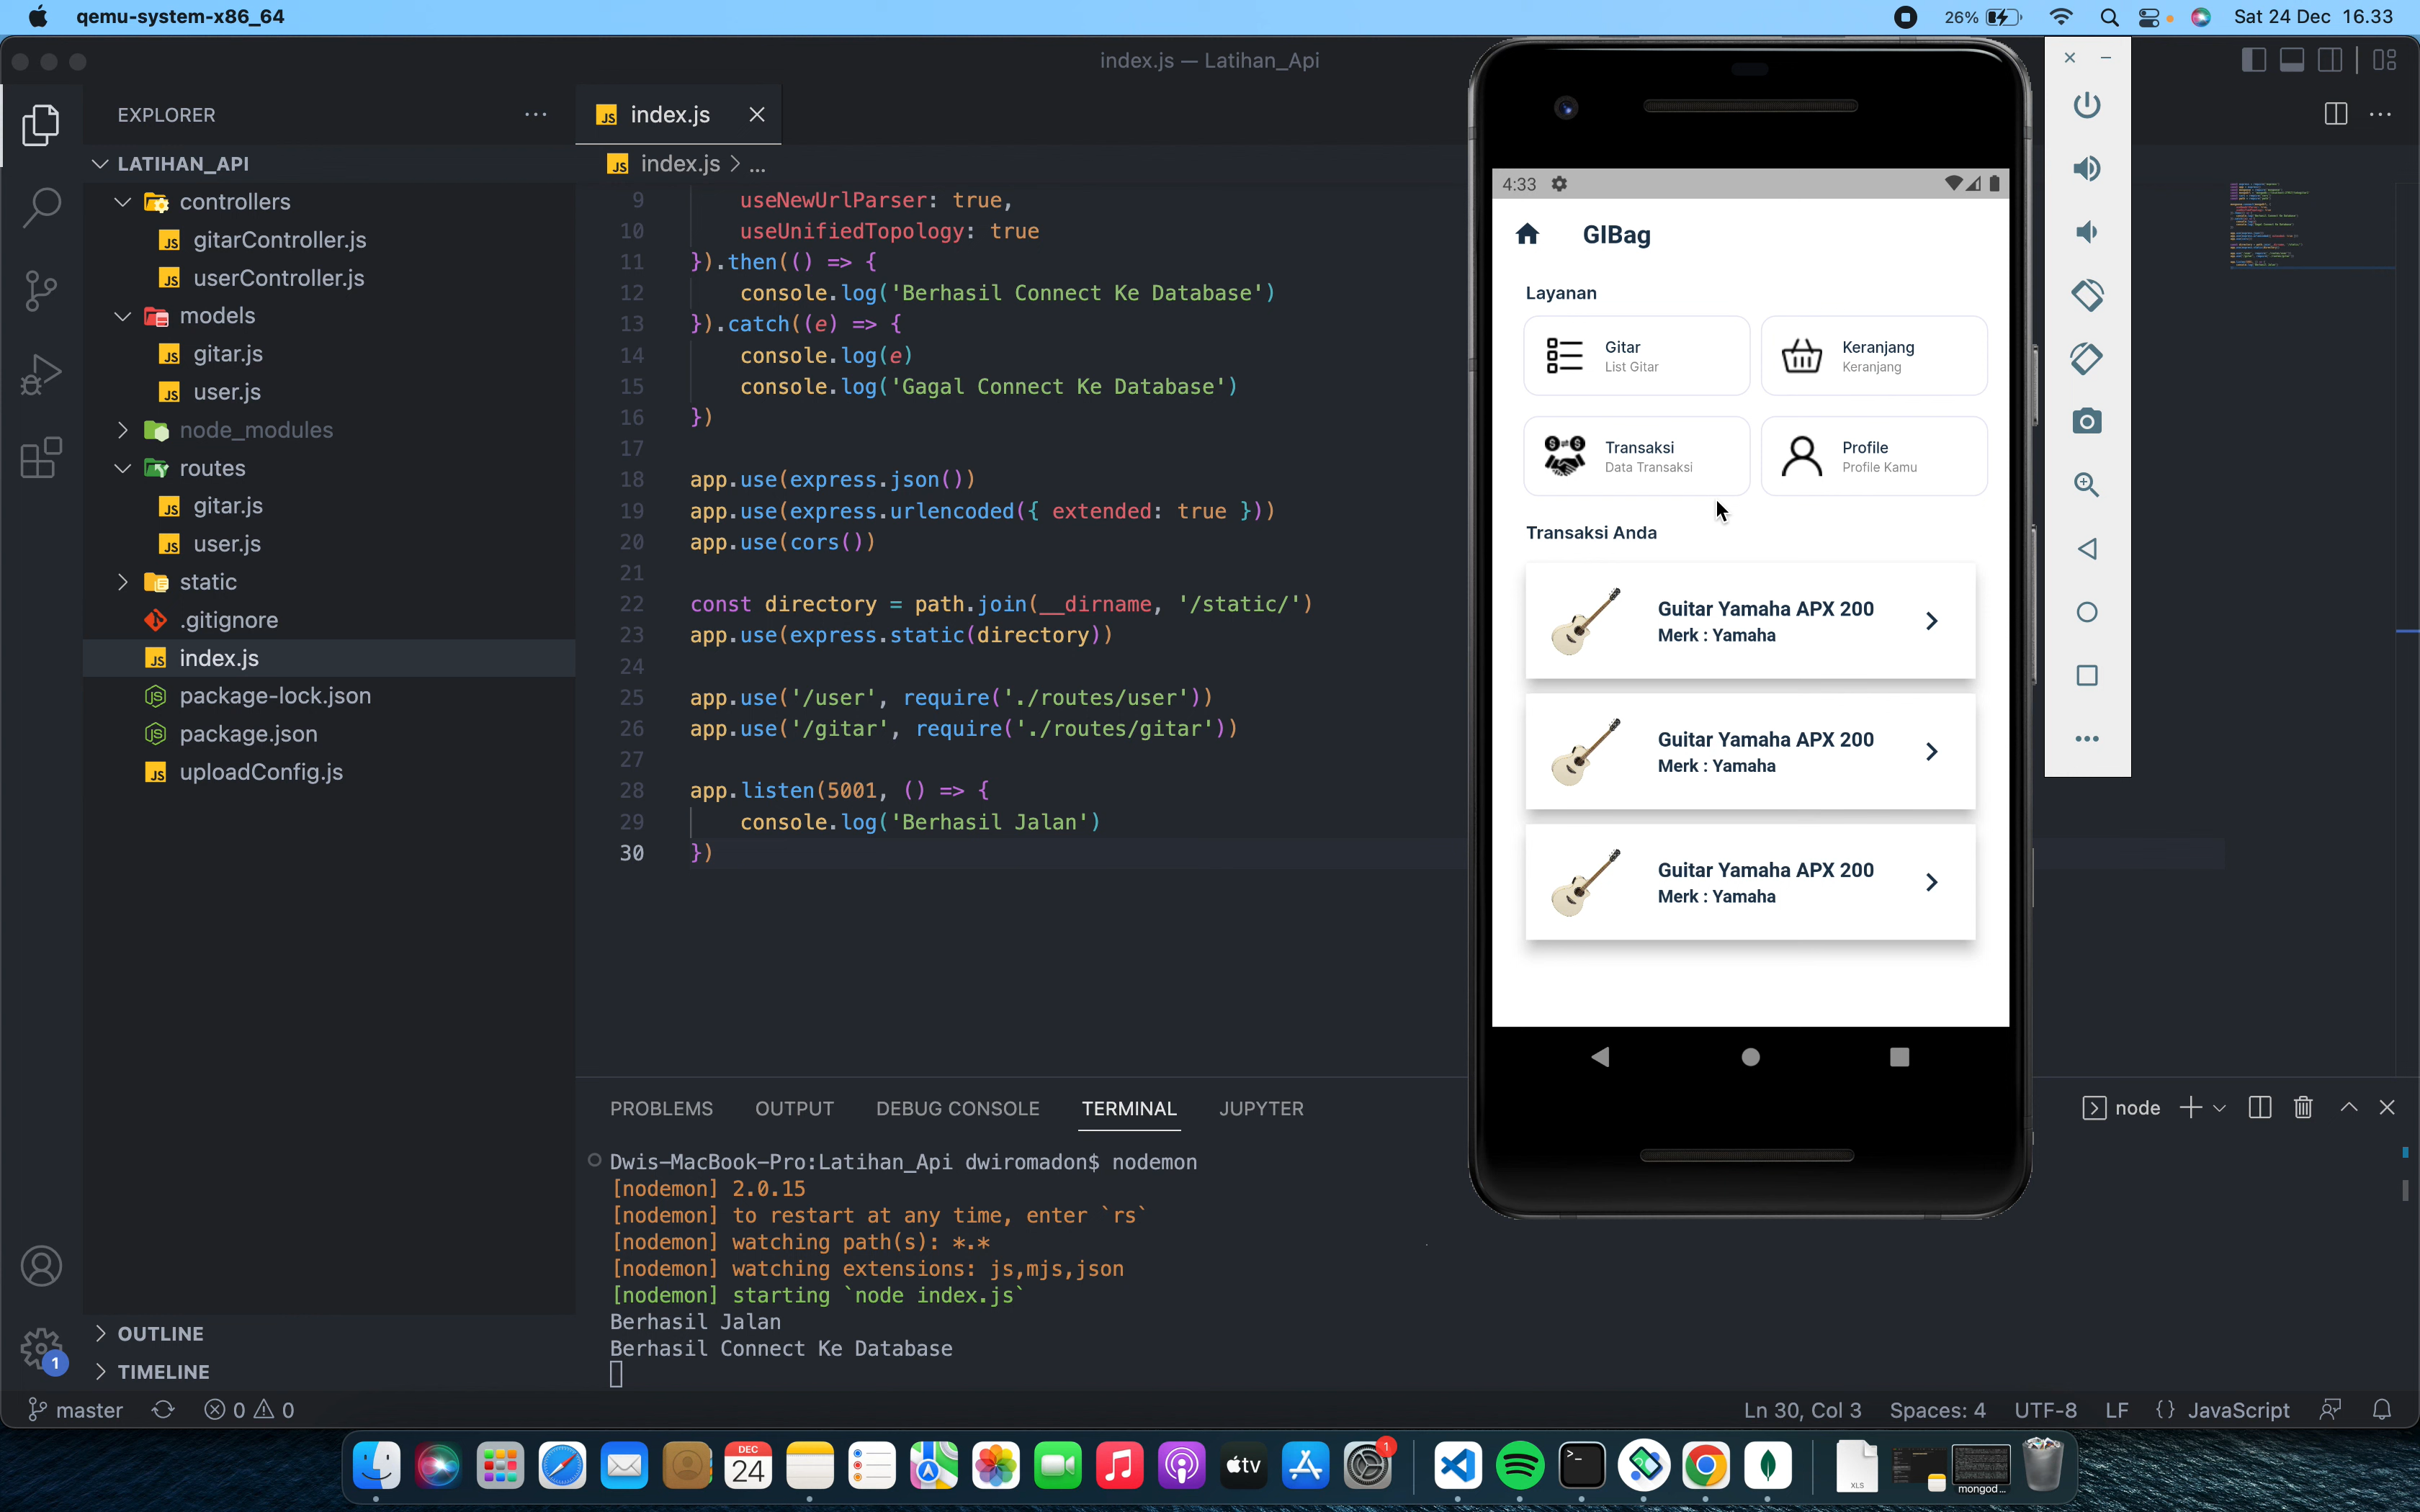 qemu-system-x86_64
26%
Sat 24 Dec 16.33
index.js — Latihan_Api
EXPLORER
LATIHAN_API
controllers
gitarController.js
userController.js
models
gitar.js
user.js
node_modules
routes
gitar.js
user.js
static
.gitignore
index.js
package-lock.json
package.json
uploadConfig.js
OUTLINE
TIMELINE
JS index.js
JS index.js > ...
9 useNewUrlParser: true,
10 useUnifiedTopology: true
11 }).then(() => {
12 console.log('Berhasil Connect Ke Database')
13 }).catch((e) => {
14 console.log(e)
15 console.log('Gagal Connect Ke Database')
16 })
17
18 app.use(express.json())
19 app.use(express.urlencoded({ extended: true }))
20 app.use(cors())
21
22 const directory = path.join(__dirname, '/static/')
23 app.use(express.static(directory))
24
25 app.use('/user', require('./routes/user'))
26 app.use('/gitar', require('./routes/gitar'))
27
28 app.listen(5001, () => {
29 console.log('Berhasil Jalan')
30 })
4:33
GIBag
Layanan
Gitar
List Gitar
Keranjang
Keranjang
Transaksi
Data Transaksi
Profile
Profile Kamu
Transaksi Anda
Guitar Yamaha APX 200
Merk : Yamaha
Guitar Yamaha APX 200
Merk : Yamaha
Guitar Yamaha APX 200
Merk : Yamaha
PROBLEMS OUTPUT DEBUG CONSOLE TERMINAL JUPYTER
node
Dwis-MacBook-Pro:Latihan_Api dwiromadon$ nodemon
[nodemon] 2.0.15
[nodemon] to restart at any time, enter `rs`
[nodemon] watching path(s): *.*
[nodemon] watching extensions: js,mjs,json
[nodemon] starting `node index.js`
Berhasil Jalan
Berhasil Connect Ke Database
1
master 0 0
Ln 30, Col 3 Spaces: 4 UTF-8 LF {} JavaScript
DEC
24
tv
1
XLS
mongod...